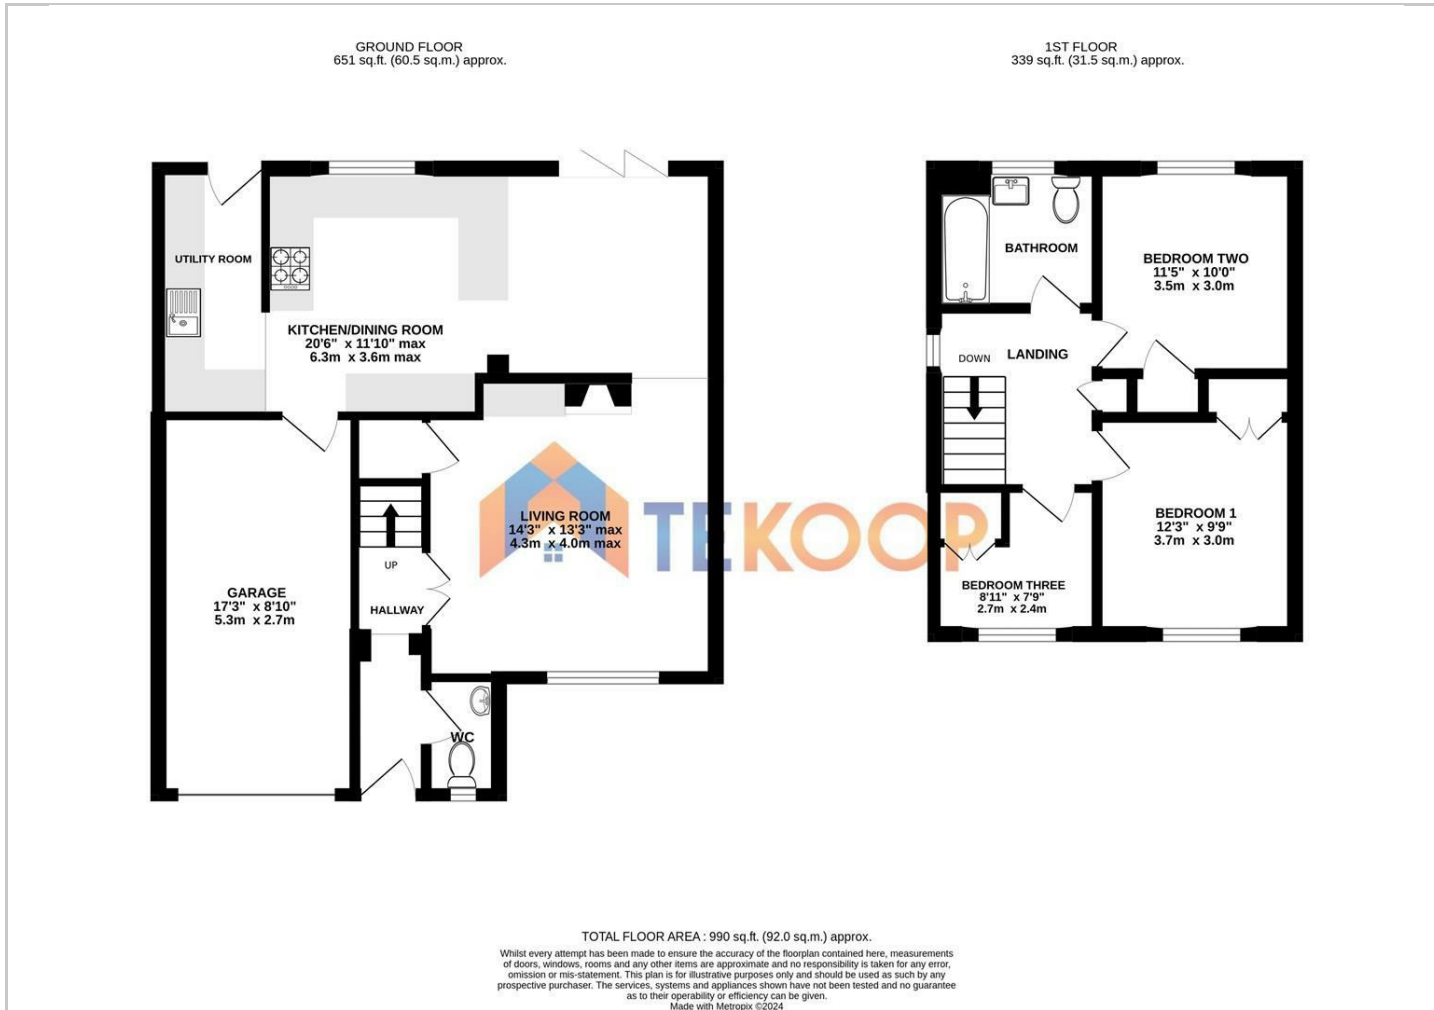 GROUND FLOOR
651 sq.ft. (60.5 sq.m.) approx.
1ST FLOOR
339 sq.ft. (31.5 sq.m.) approx.
UTILITY ROOM
KITCHEN/DINING ROOM
20'6" x 11'10" max
6.3m x 3.6m max
LIVING ROOM
14'3" x 13'3" max
4.3m x 4.0m max
UP
HALLWAY
GARAGE
17'3" x 8'10"
5.3m x 2.7m
WC
TEKOOP
BATHROOM
BEDROOM TWO
11'5" x 10'0"
3.5m x 3.0m
DOWN
LANDING
BEDROOM 1
12'3" x 9'9"
3.7m x 3.0m
BEDROOM THREE
8'11" x 7'9"
2.7m x 2.4m
TOTAL FLOOR AREA : 990 sq.ft. (92.0 sq.m.) approx.
Whilst every attempt has been made to ensure the accuracy of the floorplan contained here, measurements
of doors, windows, rooms and any other items are approximate and no responsibility is taken for any error,
omission or mis-statement. This plan is for illustrative purposes only and should be used as such by any
prospective purchaser. The services, systems and appliances shown have not been tested and no guarantee
as to their operability or efficiency can be given.
Made with Metropix ©2024